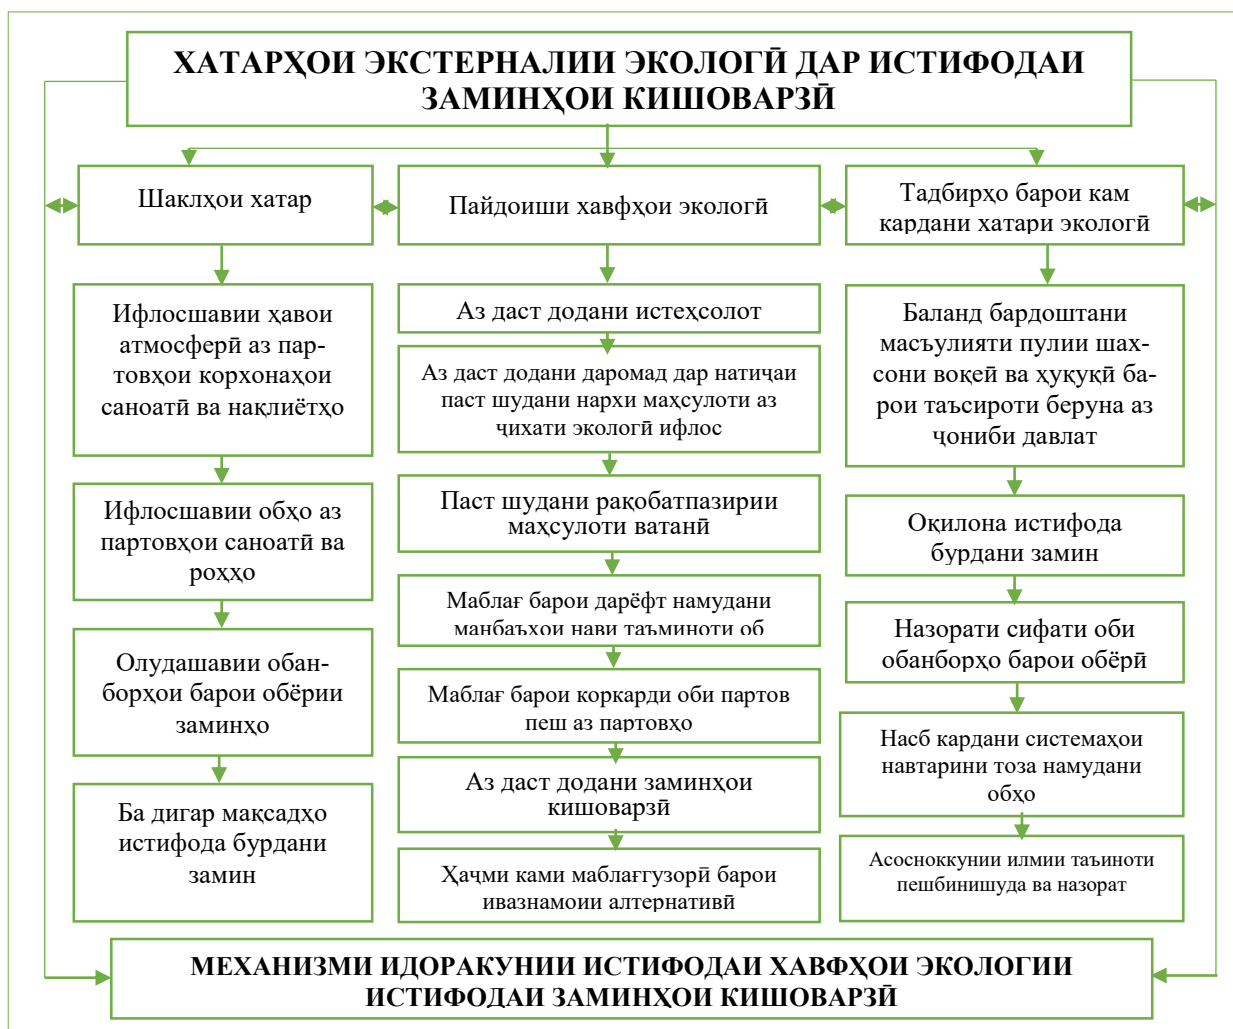 ХАТАРҲОИ ЭКСТЕРНАЛИИ ЭКОЛОГӢ ДАР ИСТИФОДАИ
ЗАМИНҲОИ КИШОВАРЗӢ
Шаклҳои хатар
Ифлосшавии ҳавои
атмосферӣ аз пар-
товҳои корхонаҳои
саноатӣ ва нақлиётҳо
Ифлосшавии обҳо аз
партовҳои саноатӣ ва
роҳҳо
Олудашавии обан-
борҳои барои обёрии
заминҳо
Ба дигар мақсадҳо
истифода бурдани
замин
Пайдоиши хавфҳои экологӣ
Аз даст додани истеҳсолот
Аз даст додани даромад дар натиҷаи
паст шудани нархи маҳсулоти аз
ҷихати экологӣ ифлос
Паст шудани рақобатпазирии
маҳсулоти ватанӣ
Маблағ барои дарёфт намудани
манбаъҳои нави таъминоти об
Маблағ барои коркарди оби партов
пеш аз партовҳо
Аз даст додани заминҳои
кишоварзӣ
Ҳаҷми ками маблағгузорӣ барои
ивазнамоии алтернативӣ
Тадбирҳо барои кам
кардани хатари экологӣ
Баланд бардоштани
масъулияти пулии шах-
сони воқеӣ ва ҳуқуқӣ ба-
рои таъсироти беруна аз
ҷониби давлат
Оқилона истифода
бурдани замин
Назорати сифати оби
обанборҳо барои обёрӣ
Насб кардани системаҳои
навтарини тоза намудани
обҳо
Асосноккунии илмии таъиноти
пешбинишуда ва назорат
МЕХАНИЗМИ ИДОРАКУНИИ ИСТИФОДАИ ХАВФҲОИ ЭКОЛОГИИ
ИСТИФОДАИ ЗАМИНҲОИ КИШОВАРЗӢ